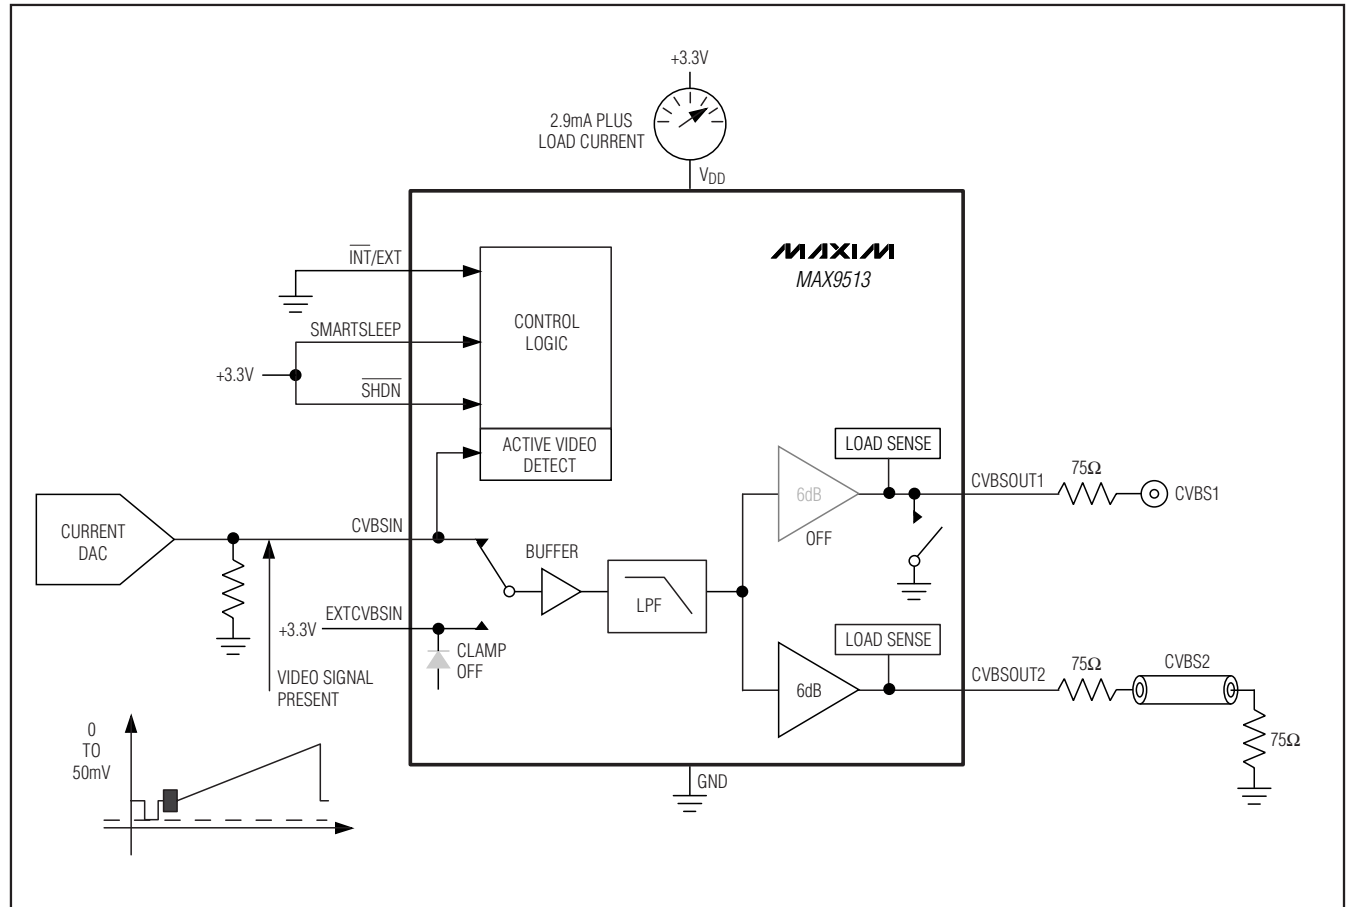 +3.3V
2.9mA PLUS
LOAD CURRENT
VDD
INT/EXT
MAXIM
MAX9513
SMARTSLEEP
CONTROL
LOGIC
+3.3V
SHDN
ACTIVE VIDEO
DETECT
LOAD SENSE
6dB
OFF
CVBSOUT1
75Ω
CVBS1
CURRENT
DAC
CVBSIN
BUFFER
LPF
EXTCVBSIN
+3.3V
CLAMP
OFF
VIDEO SIGNAL
PRESENT
LOAD SENSE
6dB
CVBSOUT2
75Ω
CVBS2
75Ω
0
TO
50mV
GND